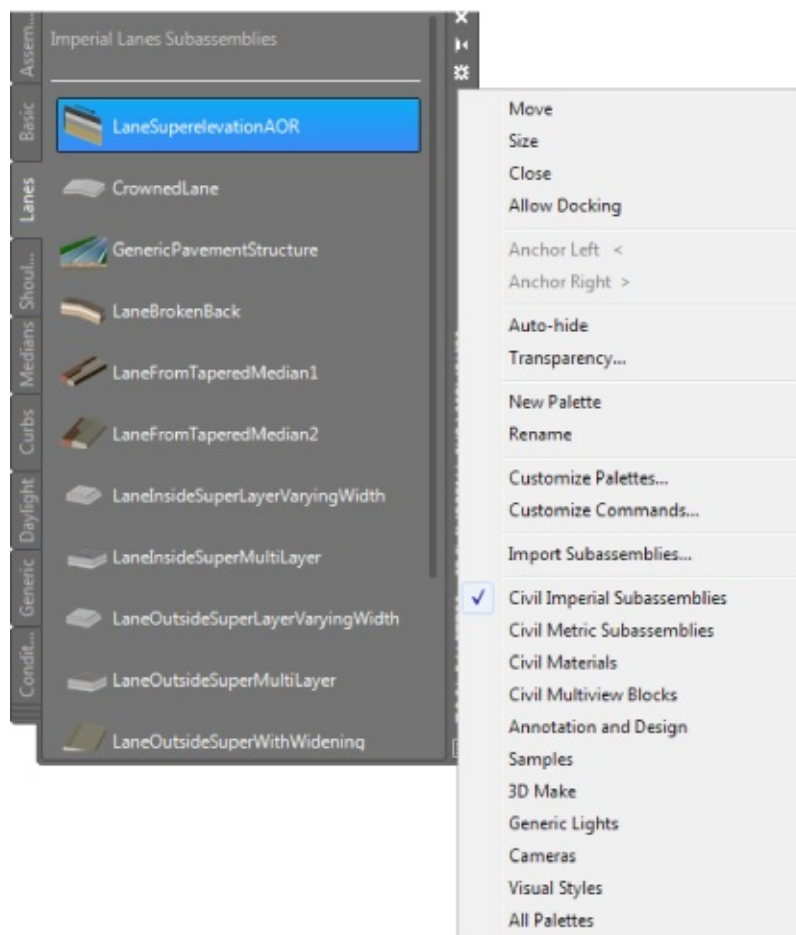 Assem...
Basic
Lanes
Shoul...
Medians
Curbs
Daylight
Generic
Condit...
Imperial Lanes Subassemblies
LaneSuperelevationAOR
CrownedLane
GenericPavementStructure
LaneBrokenBack
LaneFromTaperedMedian1
LaneFromTaperedMedian2
LaneInsideSuperLayerVaryingWidth
LaneInsideSuperMultiLayer
LaneOutsideSuperLayerVaryingWidth
LaneOutsideSuperMultiLayer
LaneOutsideSuperWithWidening
Move
Size
Close
Allow Docking
Anchor Left <
Anchor Right >
Auto-hide
Transparency...
New Palette
Rename
Customize Palettes...
Customize Commands...
Import Subassemblies...
Civil Imperial Subassemblies
Civil Metric Subassemblies
Civil Materials
Civil Multiview Blocks
Annotation and Design
Samples
3D Make
Generic Lights
Cameras
Visual Styles
All Palettes